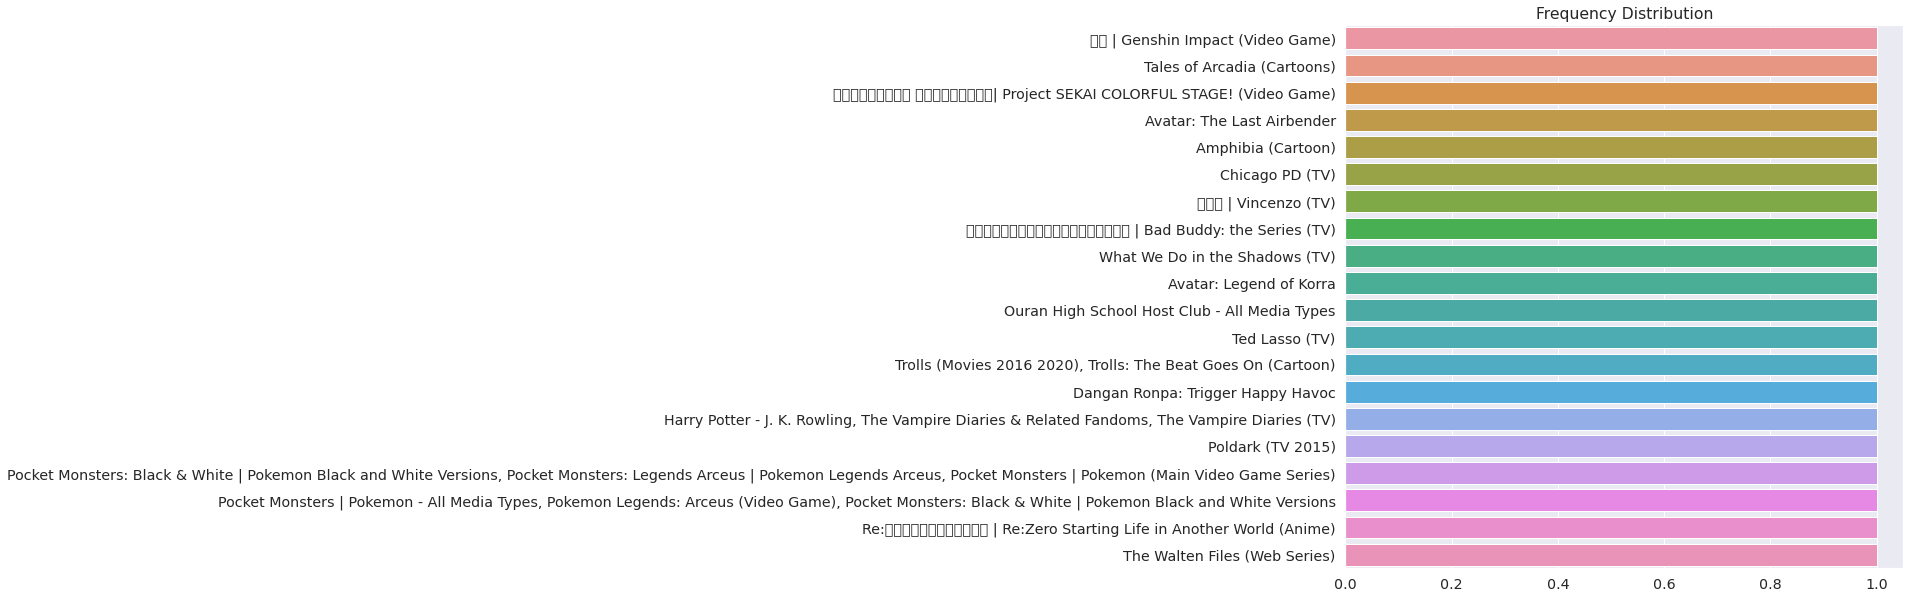 Frequency Distribution
| Genshin Impact (Video Game)
Tales of Arcadia (Cartoons)
| Project SEKAI COLORFUL STAGE! (Video Game)
Avatar: The Last Airbender
Amphibia (Cartoon)
Chicago PD (TV)
| Vincenzo (TV)
| Bad Buddy: the Series (TV)
What We Do in the Shadows (TV)
Avatar: Legend of Korra
Ouran High School Host Club - All Media Types
Ted Lasso (TV)
Trolls (Movies 2016 2020), Trolls: The Beat Goes On (Cartoon)
Dangan Ronpa: Trigger Happy Havoc
Harry Potter - J. K. Rowling, The Vampire Diaries & Related Fandoms, The Vampire Diaries (TV)
Poldark (TV 2015)
Pocket Monsters: Black & White | Pokemon Black and White Versions, Pocket Monsters: Legends Arceus | Pokemon Legends Arceus, Pocket Monsters | Pokemon (Main Video Game Series)
Pocket Monsters | Pokemon - All Media Types, Pokemon Legends: Arceus (Video Game), Pocket Monsters: Black & White | Pokemon Black and White Versions
Re: | Re:Zero Starting Life in Another World (Anime)
The Walten Files (Web Series)
0.0 0.2 0.4 0.6 0.8 1.0